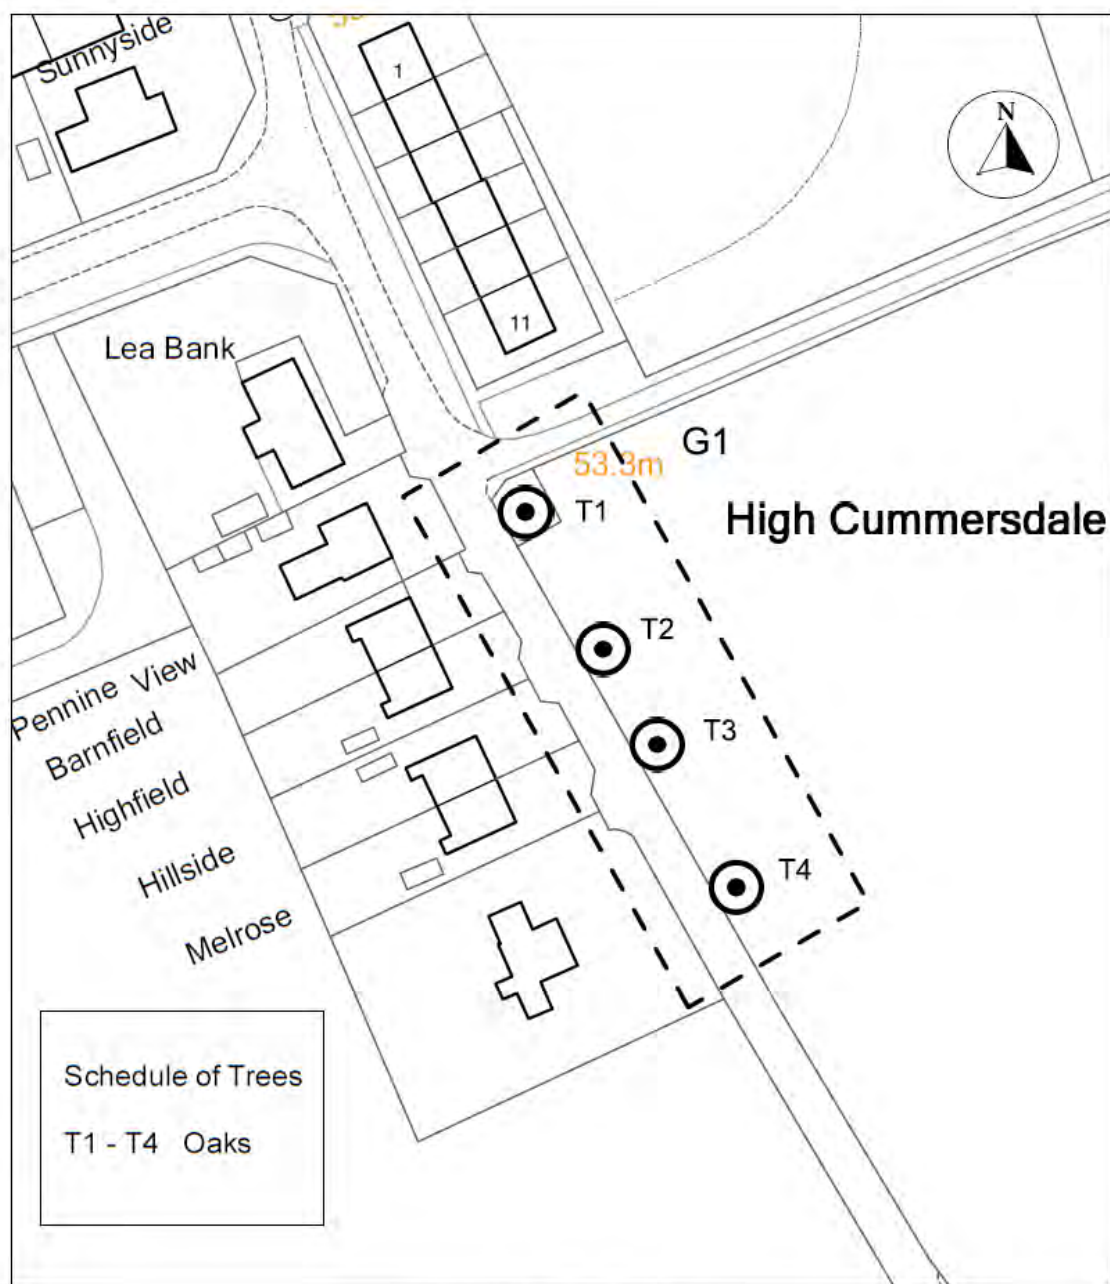 Sunnyside
1
N
11
Lea Bank
G1
53.3m
T1
High Cummersdale
T2
Pennine View
T3
Barnfield
Highfield
Hillside
T4
Melrose
Schedule of Trees
T1 - T4 Oaks